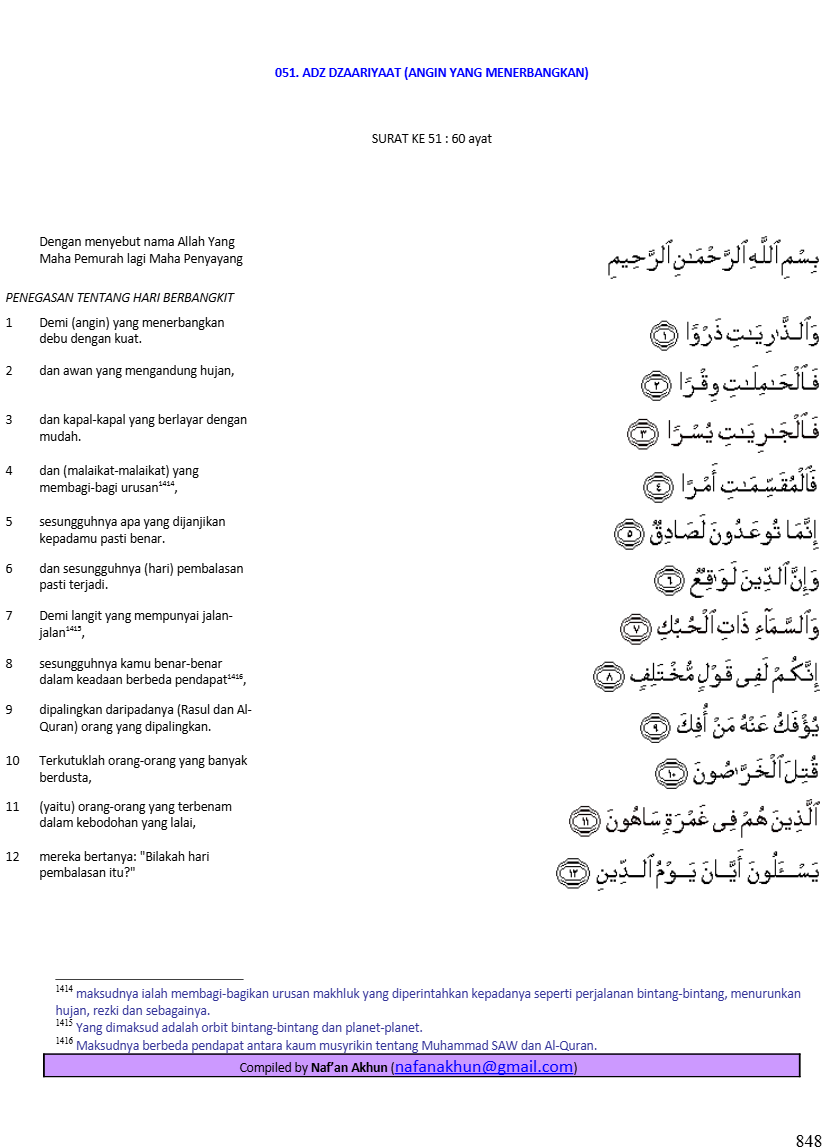 051. ADZ DZAARIYAAT (ANGIN YANG MENERBANGKAN)
SURAT KE 51 : 60 ayat
Dengan menyebut nama Allah Yang
Maha Pemurah lagi Maha Penyayang
بِسْمِ ٱللَّهِ ٱلرَّحْمَـٰنِ ٱلرَّحِيمِ
PENEGASAN TENTANG HARI BERBANGKIT
1 Demi (angin) yang menerbangkan
debu dengan kuat.
وَٱلذَّٰرِيَـٰتِ ذَرْوًا ١
2 dan awan yang mengandung hujan,
فَٱلْحَـٰمِلَـٰتِ وِقْرًا ٢
3 dan kapal-kapal yang berlayar dengan
mudah.
فَٱلْجَـٰرِيَـٰتِ يُسْرًا ٣
4 dan (malaikat-malaikat) yang
membagi-bagi urusan¹⁴¹⁴,
فَٱلْمُقَسِّمَـٰتِ أَمْرًا ٤
5 sesungguhnya apa yang dijanjikan
kepadamu pasti benar.
إِنَّمَا تُوعَدُونَ لَصَادِقٌ ٥
6 dan sesungguhnya (hari) pembalasan
pasti terjadi.
وَإِنَّ ٱلدِّينَ لَوَٰقِعٌ ٦
7 Demi langit yang mempunyai jalan-
jalan¹⁴¹⁵,
وَٱلسَّمَآءِ ذَاتِ ٱلْحُبُكِ ٧
8 sesungguhnya kamu benar-benar
dalam keadaan berbeda pendapat¹⁴¹⁶,
إِنَّكُمْ لَفِى قَوْلٍ مُّخْتَلِفٍ ٨
9 dipalingkan daripadanya (Rasul dan Al-
Quran) orang yang dipalingkan.
يُؤْفَكُ عَنْهُ مَنْ أُفِكَ ٩
10 Terkutuklah orang-orang yang banyak
berdusta,
قُتِلَ ٱلْخَرَّٰصُونَ ١٠
11 (yaitu) orang-orang yang terbenam
dalam kebodohan yang lalai,
ٱلَّذِينَ هُمْ فِى غَمْرَةٍ سَاهُونَ ١١
12 mereka bertanya: "Bilakah hari
pembalasan itu?"
يَسْـَٔلُونَ أَيَّانَ يَوْمُ ٱلدِّينِ ١٢
¹⁴¹⁴ maksudnya ialah membagi-bagikan urusan makhluk yang diperintahkan kepadanya seperti perjalanan bintang-bintang, menurunkan
hujan, rezki dan sebagainya.
¹⁴¹⁵ Yang dimaksud adalah orbit bintang-bintang dan planet-planet.
¹⁴¹⁶ Maksudnya berbeda pendapat antara kaum musyrikin tentang Muhammad SAW dan Al-Quran.
Compiled by Naf’an Akhun (nafanakhun@gmail.com)
848